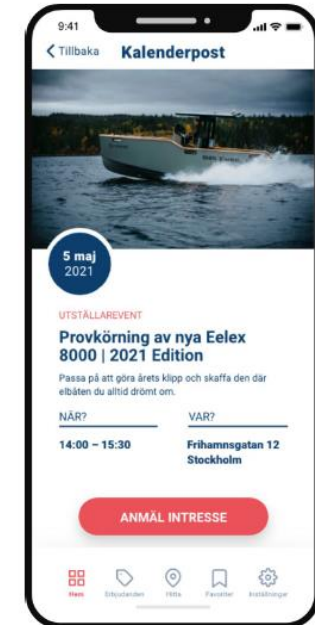 9:41
Tillbaka
Kalenderpost
5 maj
2021
UTSTÄLLAREVENT
Provkörning av nya Eelex
8000 | 2021 Edition
Passa på att göra årets klipp och skaffa den där
elbåten du alltid drömt om.
NÄR?
VAR?
14:00 – 15:30
Frihamnsgatan 12
Stockholm
ANMÄL INTRESSE
Hem
Erbjudanden
Hitta
Favoriter
Inställningar